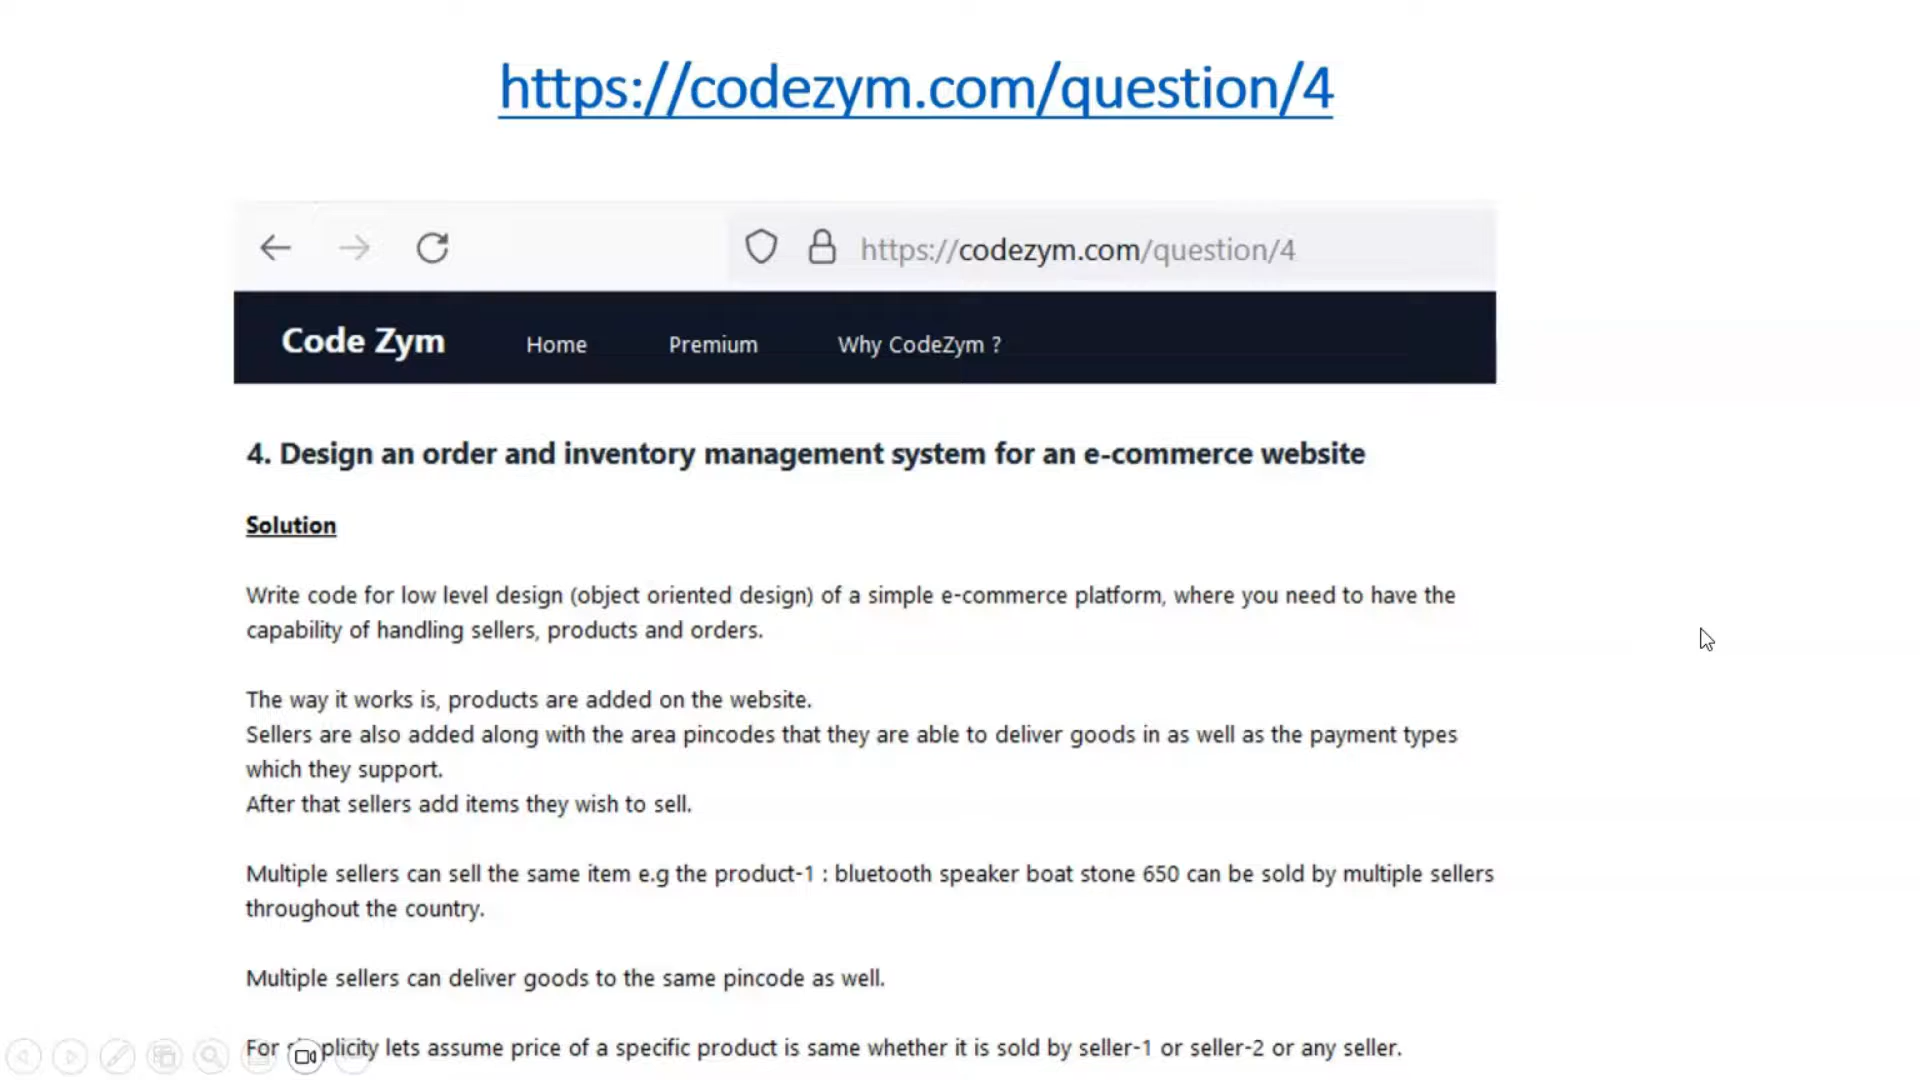 https://codezym.com/question/4
https://codezym.com/question/4
Code Zym Home Premium Why CodeZym ?
4. Design an order and inventory management system for an e-commerce website
Solution
Write code for low level design (object oriented design) of a simple e-commerce platform, where you need to have the
capability of handling sellers, products and orders.
The way it works is, products are added on the website.
Sellers are also added along with the area pincodes that they are able to deliver goods in as well as the payment types
which they support.
After that sellers add items they wish to sell.
Multiple sellers can sell the same item e.g the product-1 : bluetooth speaker boat stone 650 can be sold by multiple sellers
throughout the country.
Multiple sellers can deliver goods to the same pincode as well.
For simplicity lets assume price of a specific product is same whether it is sold by seller-1 or seller-2 or any seller.